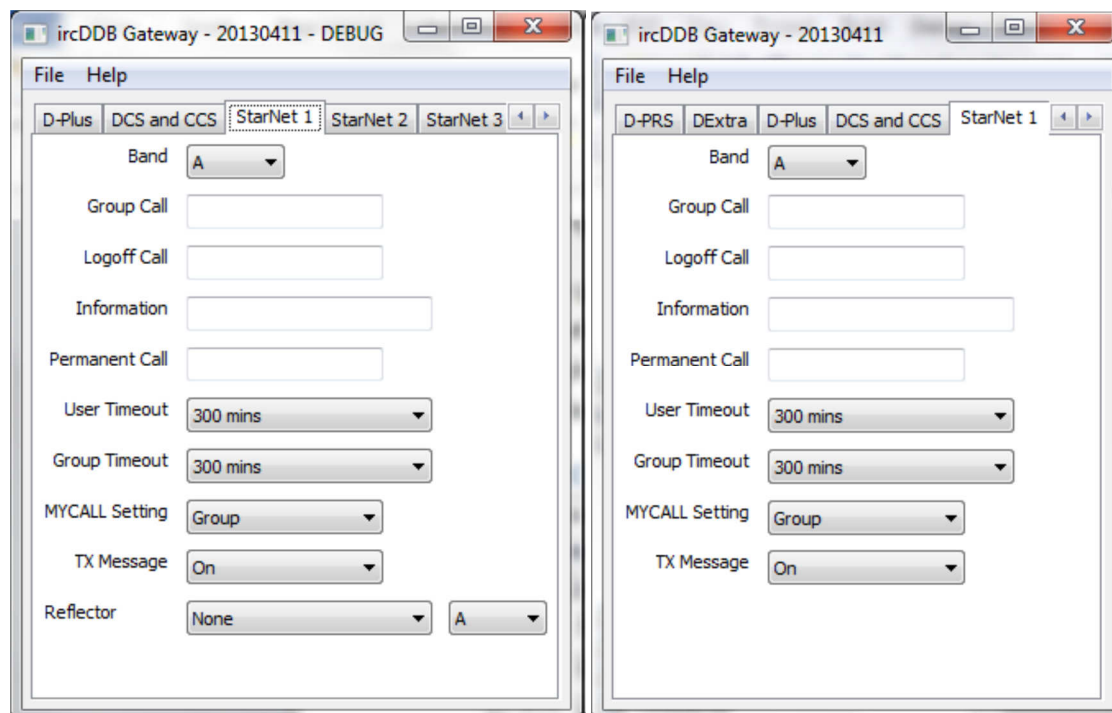 ircDDB Gateway - 20130411 - DEBUG
File Help
D-Plus DCS and CCS StarNet 1 StarNet 2 StarNet 3
Band A
Group Call
Logoff Call
Information
Permanent Call
User Timeout 300 mins
Group Timeout 300 mins
MYCALL Setting Group
TX Message On
Reflector None A
ircDDB Gateway - 20130411
File Help
D-PRS DExtra D-Plus DCS and CCS StarNet 1
Band A
Group Call
Logoff Call
Information
Permanent Call
User Timeout 300 mins
Group Timeout 300 mins
MYCALL Setting Group
TX Message On